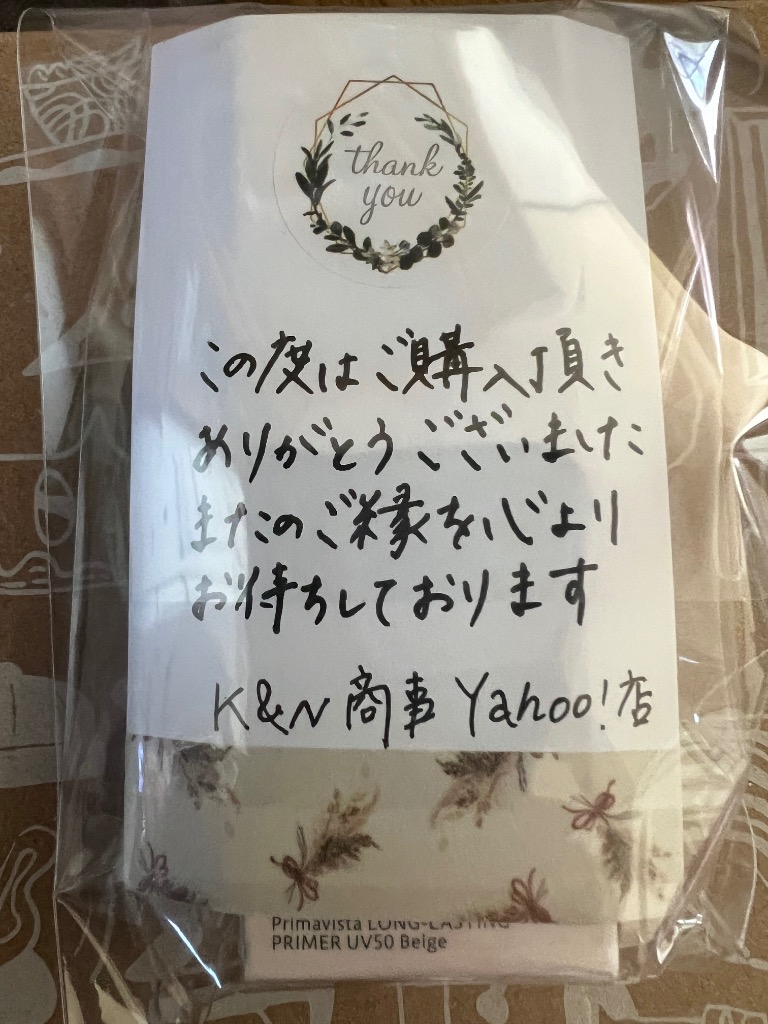 thank
you
この度はご購入頂き
ありがとうございました
またのご縁を心より
お待ちしております
K&N 商事 Yahoo!店
Primavista LONG-LASTING
PRIMER UV50 Beige